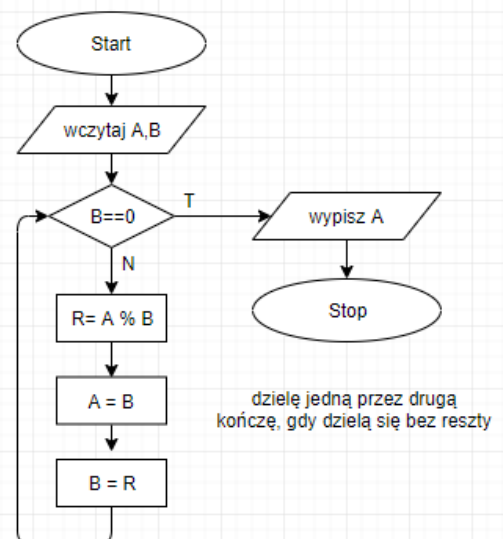 Start
wczytaj A,B
B==0
T
wypisz A
N
Stop
R= A % B
A = B
B = R
dzielę jedną przez drugą
kończę, gdy dzielą się bez reszty